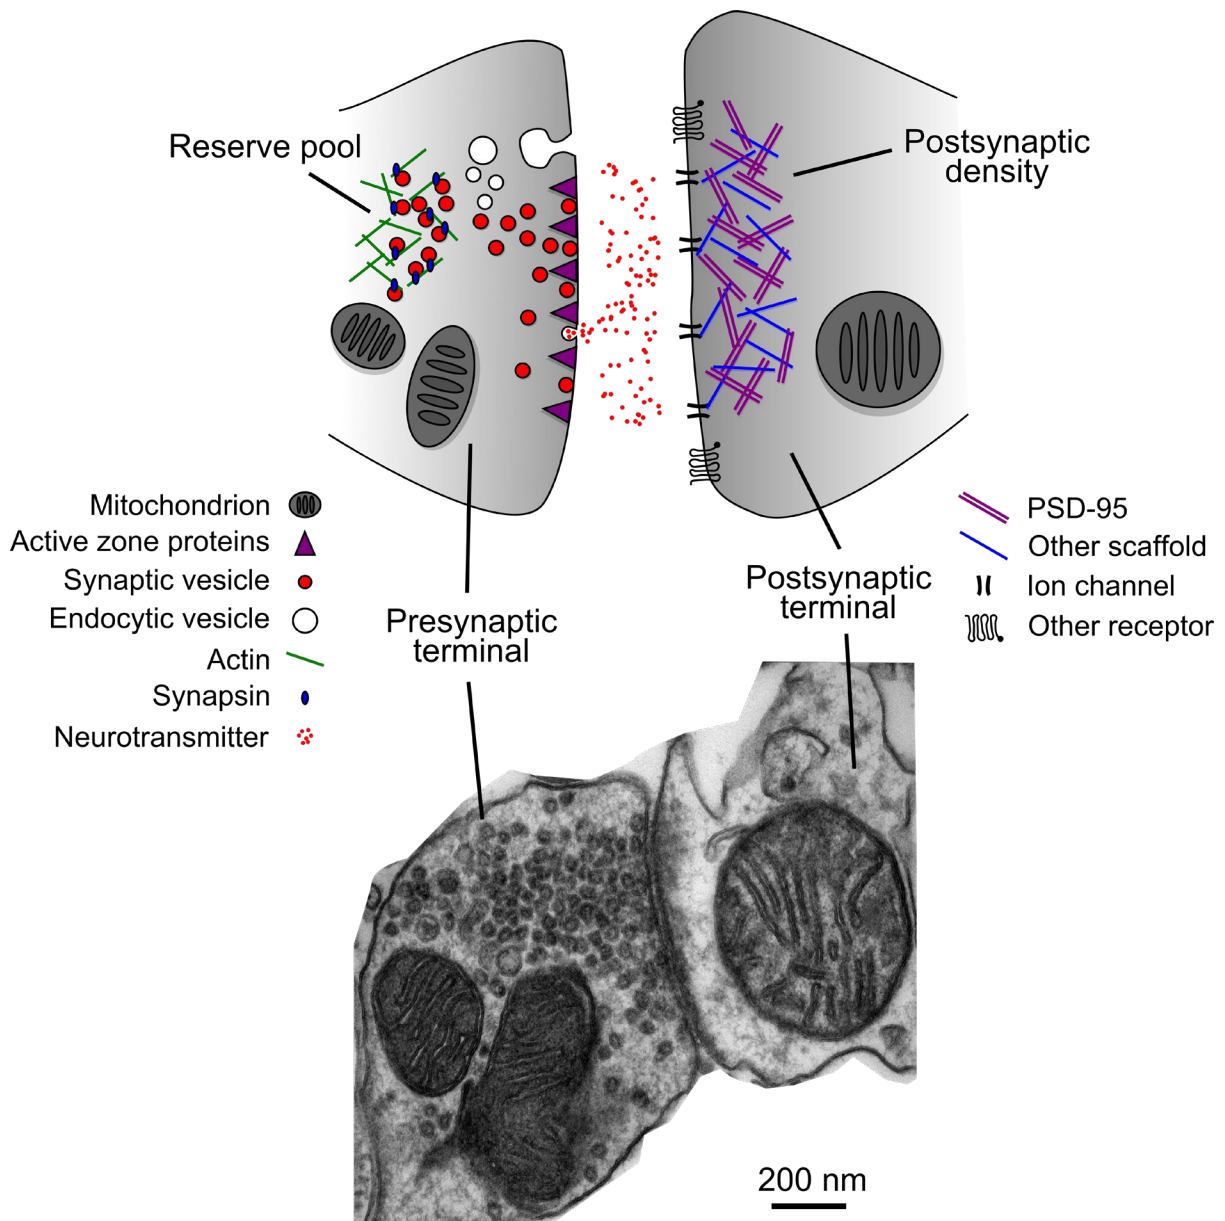 Reserve pool
Postsynaptic
density
Mitochondrion
Active zone proteins
Synaptic vesicle
Endocytic vesicle
Actin
Synapsin
Neurotransmitter
Presynaptic
terminal
Postsynaptic
terminal
PSD-95
Other scaffold
Ion channel
Other receptor
200 nm